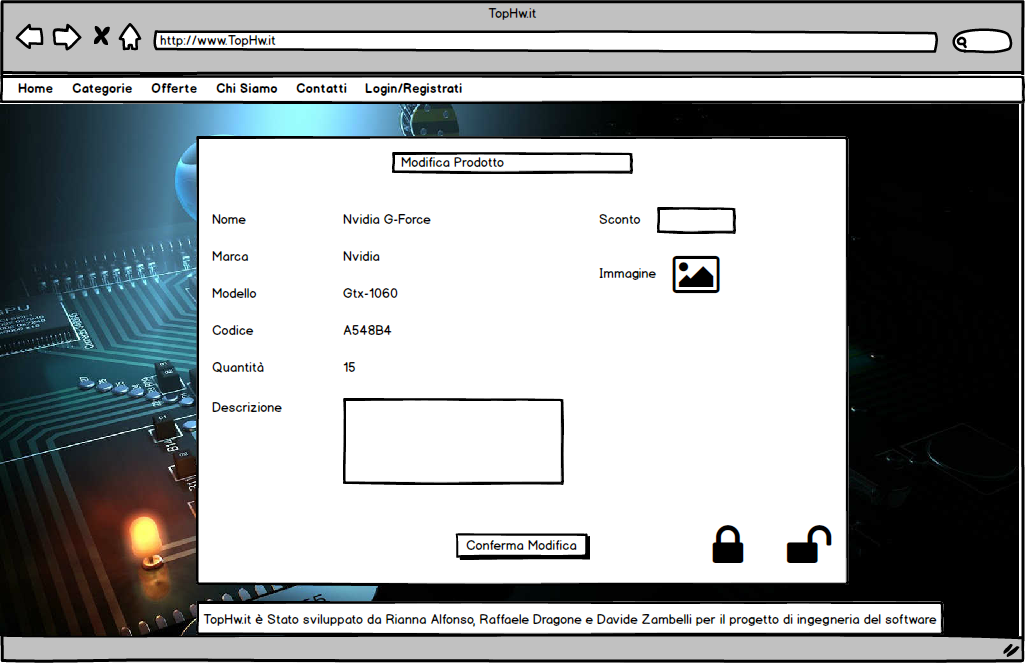 TopHw.it
http://www.TopHw.it
Home Categorie Offerte Chi Siamo Contatti Login/Registrati
Modifica Prodotto
Nome Nvidia G-Force Sconto
Marca Nvidia
Immagine
Modello Gtx-1060
Codice A548B4
Quantità 15
Descrizione
Conferma Modifica
TopHw.it è Stato sviluppato da Rianna Alfonso, Raffaele Dragone e Davide Zambelli per il progetto di ingegneria del software